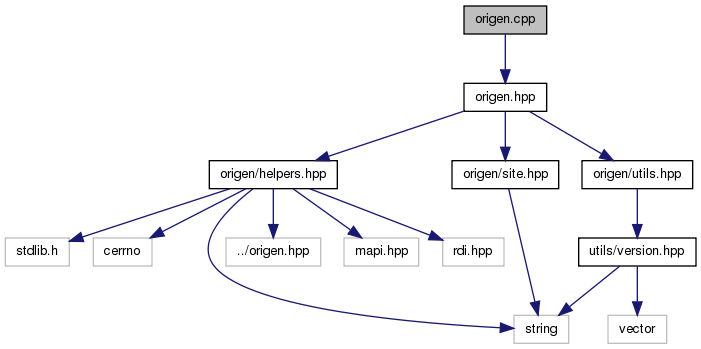 origen.cpp
origen.hpp
origen/helpers.hpp
origen/site.hpp
origen/utils.hpp
stdlib.h
cerrno
../origen.hpp
mapi.hpp
rdi.hpp
utils/version.hpp
string
vector